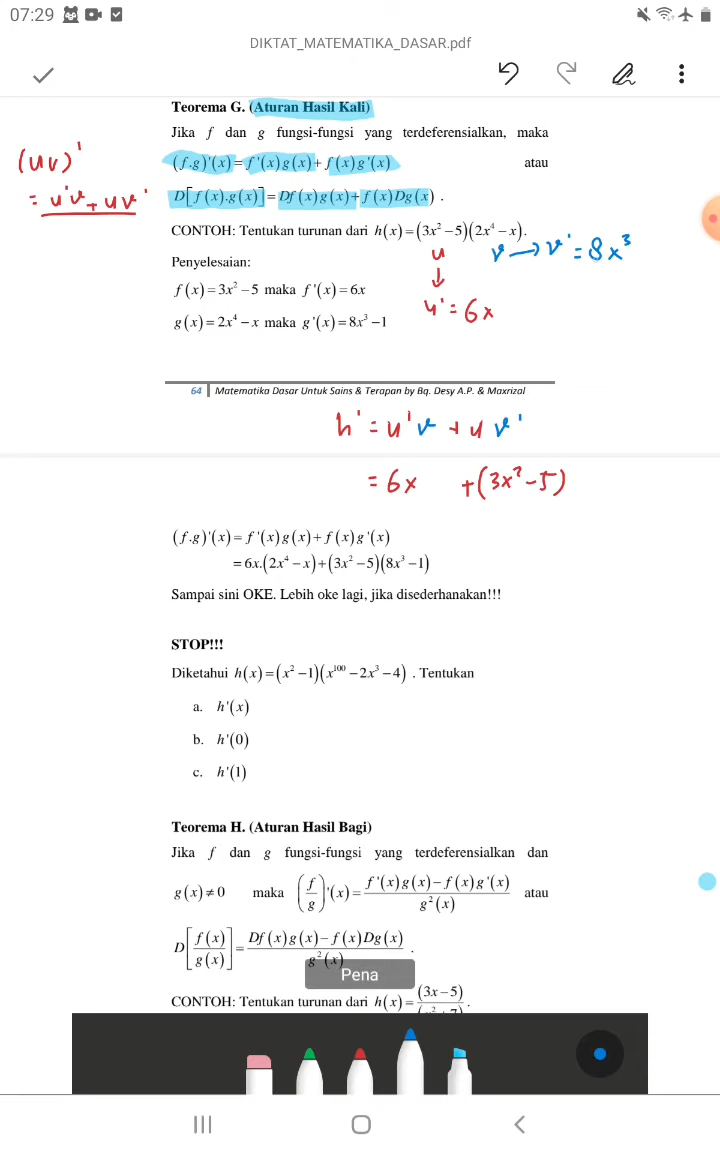 07:29
DIKTAT_MATEMATIKA_DASAR.pdf
Teorema G. (Aturan Hasil Kali)
Jika f dan g fungsi-fungsi yang terdeferensialkan, maka
(uv)'
(f.g)'(x)=f'(x)g(x)+f(x)g'(x) atau
= u'v + uv'
D[f(x).g(x)]=Df(x)g(x)+f(x)Dg(x) .
CONTOH: Tentukan turunan dari h(x)=(3x²−5)(2x⁴−x).
u v → v' = 8x³
Penyelesaian:
↓
f(x)=3x²−5 maka f'(x)=6x
u' = 6x
g(x)=2x⁴−x maka g'(x)=8x³−1
64 | Matematika Dasar Untuk Sains & Terapan by Bq. Desy A.P. & Maxrizal
h' = u'v + u v'
= 6x +(3x²-5)
(f.g)'(x)=f'(x)g(x)+f(x)g'(x)
=6x.(2x⁴−x)+(3x²−5)(8x³−1)
Sampai sini OKE. Lebih oke lagi, jika disederhanakan!!!
STOP!!!
Diketahui h(x)=(x²−1)(x¹⁰⁰−2x³−4) . Tentukan
a. h'(x)
b. h'(0)
c. h'(1)
Teorema H. (Aturan Hasil Bagi)
Jika f dan g fungsi-fungsi yang terdeferensialkan dan
g(x)≠0 maka (f/g)'(x)=(f'(x)g(x)−f(x)g'(x))/g²(x) atau
D[f(x)/g(x)]=(Df(x)g(x)−f(x)Dg(x))/g²(x) .
Pena
CONTOH: Tentukan turunan dari h(x)=(3x−5)/(x²+7) .